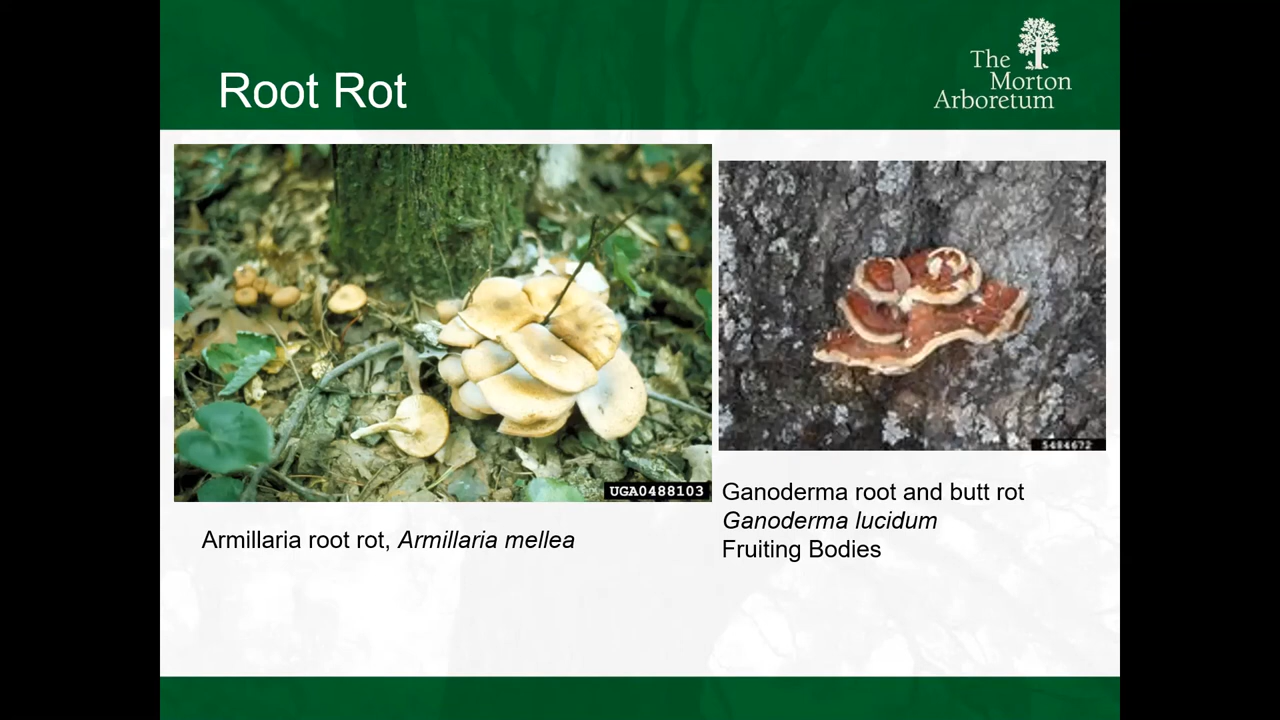 Root Rot
The
Morton
Arboretum
UGA0488103
5484672
Armillaria root rot, Armillaria mellea
Ganoderma root and butt rot
Ganoderma lucidum
Fruiting Bodies